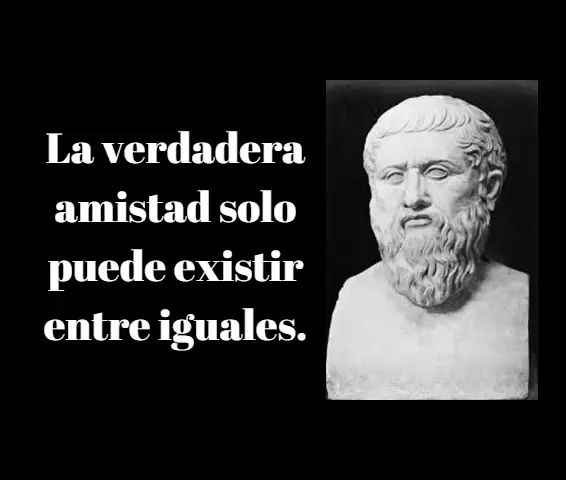 La verdadera
amistad solo
puede existir
entre iguales.